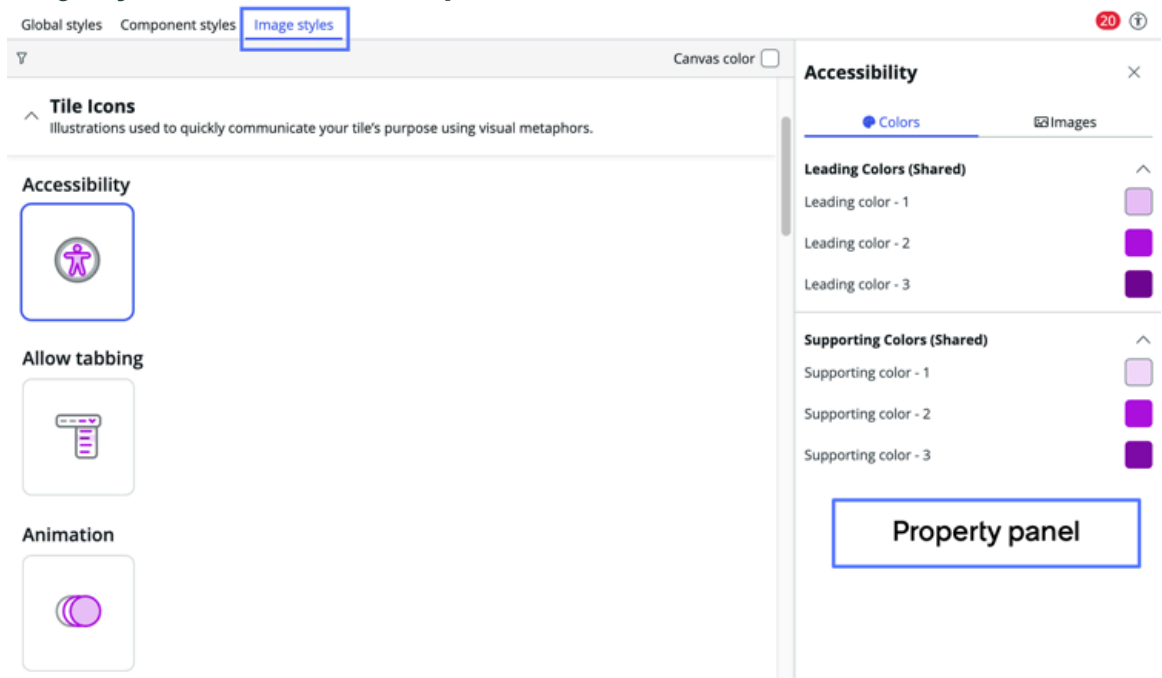 Global styles Component styles Image styles
20
Canvas color
Tile Icons
Illustrations used to quickly communicate your tile's purpose using visual metaphors.
Accessibility
Allow tabbing
Animation
Accessibility
Colors Images
Leading Colors (Shared)
Leading color - 1
Leading color - 2
Leading color - 3
Supporting Colors (Shared)
Supporting color - 1
Supporting color - 2
Supporting color - 3
Property panel